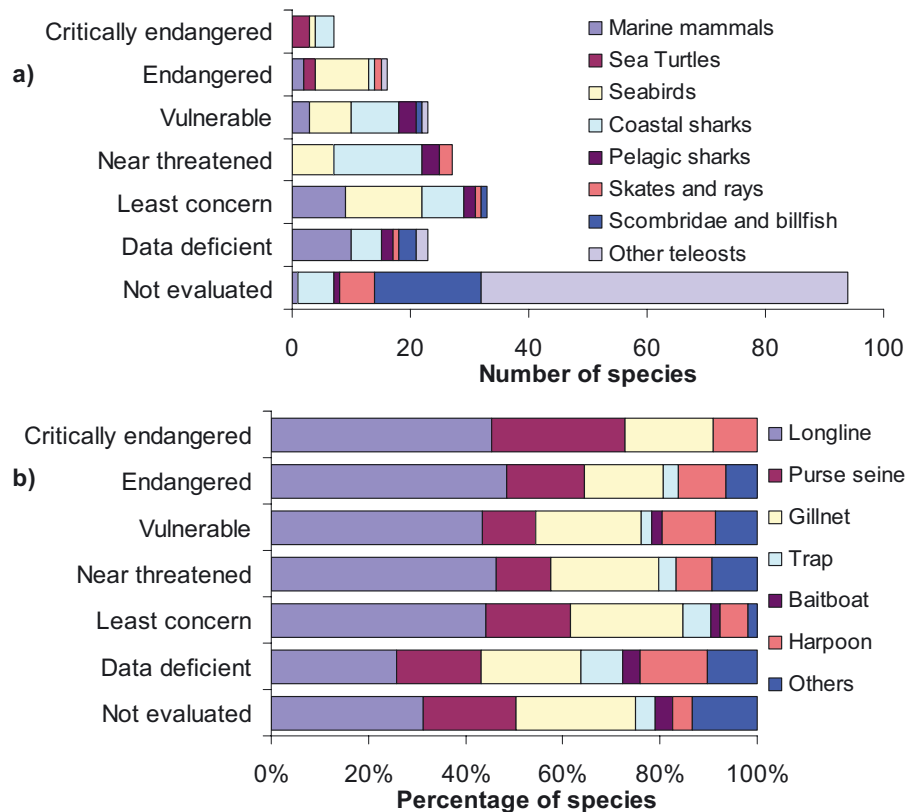 a)
Critically endangered
Endangered
Vulnerable
Near threatened
Least concern
Data deficient
Not evaluated
Marine mammals
Sea Turtles
Seabirds
Coastal sharks
Pelagic sharks
Skates and rays
Scombridae and billfish
Other teleosts
0 20 40 60 80 100
Number of species
b)
Critically endangered
Endangered
Vulnerable
Near threatened
Least concern
Data deficient
Not evaluated
Longline
Purse seine
Gillnet
Trap
Baitboat
Harpoon
Others
0% 20% 40% 60% 80% 100%
Percentage of species